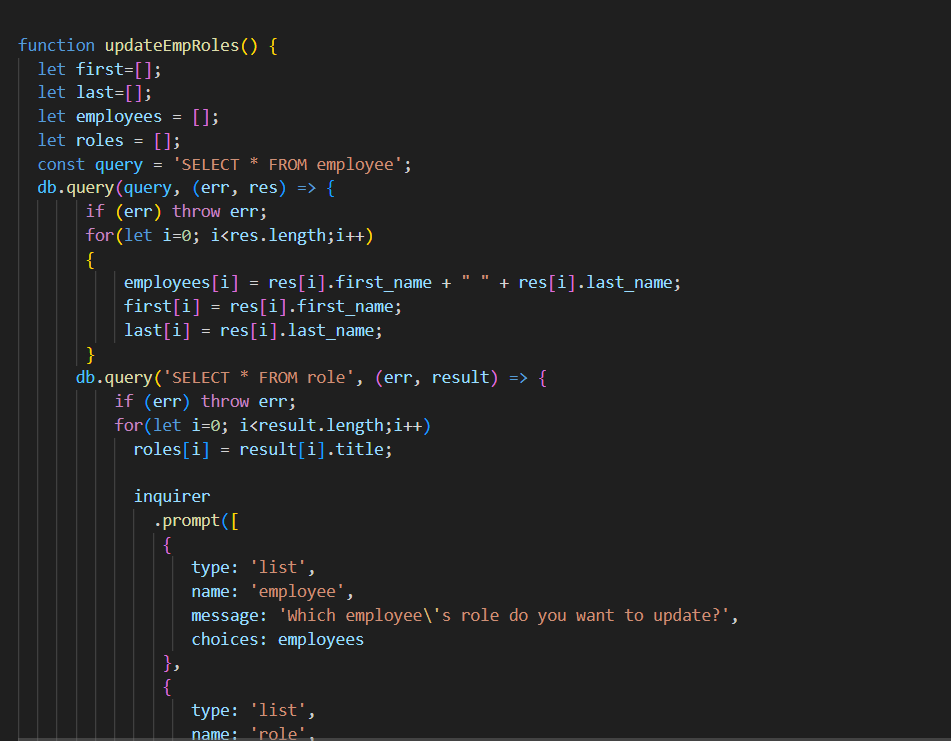 function updateEmpRoles() {
let first=[];
let last=[];
let employees = [];
let roles = [];
const query = 'SELECT * FROM employee';
db.query(query, (err, res) => {
if (err) throw err;
for(let i=0; i<res.length;i++)
{
employees[i] = res[i].first_name + " " + res[i].last_name;
first[i] = res[i].first_name;
last[i] = res[i].last_name;
}
db.query('SELECT * FROM role', (err, result) => {
if (err) throw err;
for(let i=0; i<result.length;i++)
roles[i] = result[i].title;
inquirer
.prompt([
{
type: 'list',
name: 'employee',
message: 'Which employee\'s role do you want to update?',
choices: employees
},
{
type: 'list',
name: 'role',